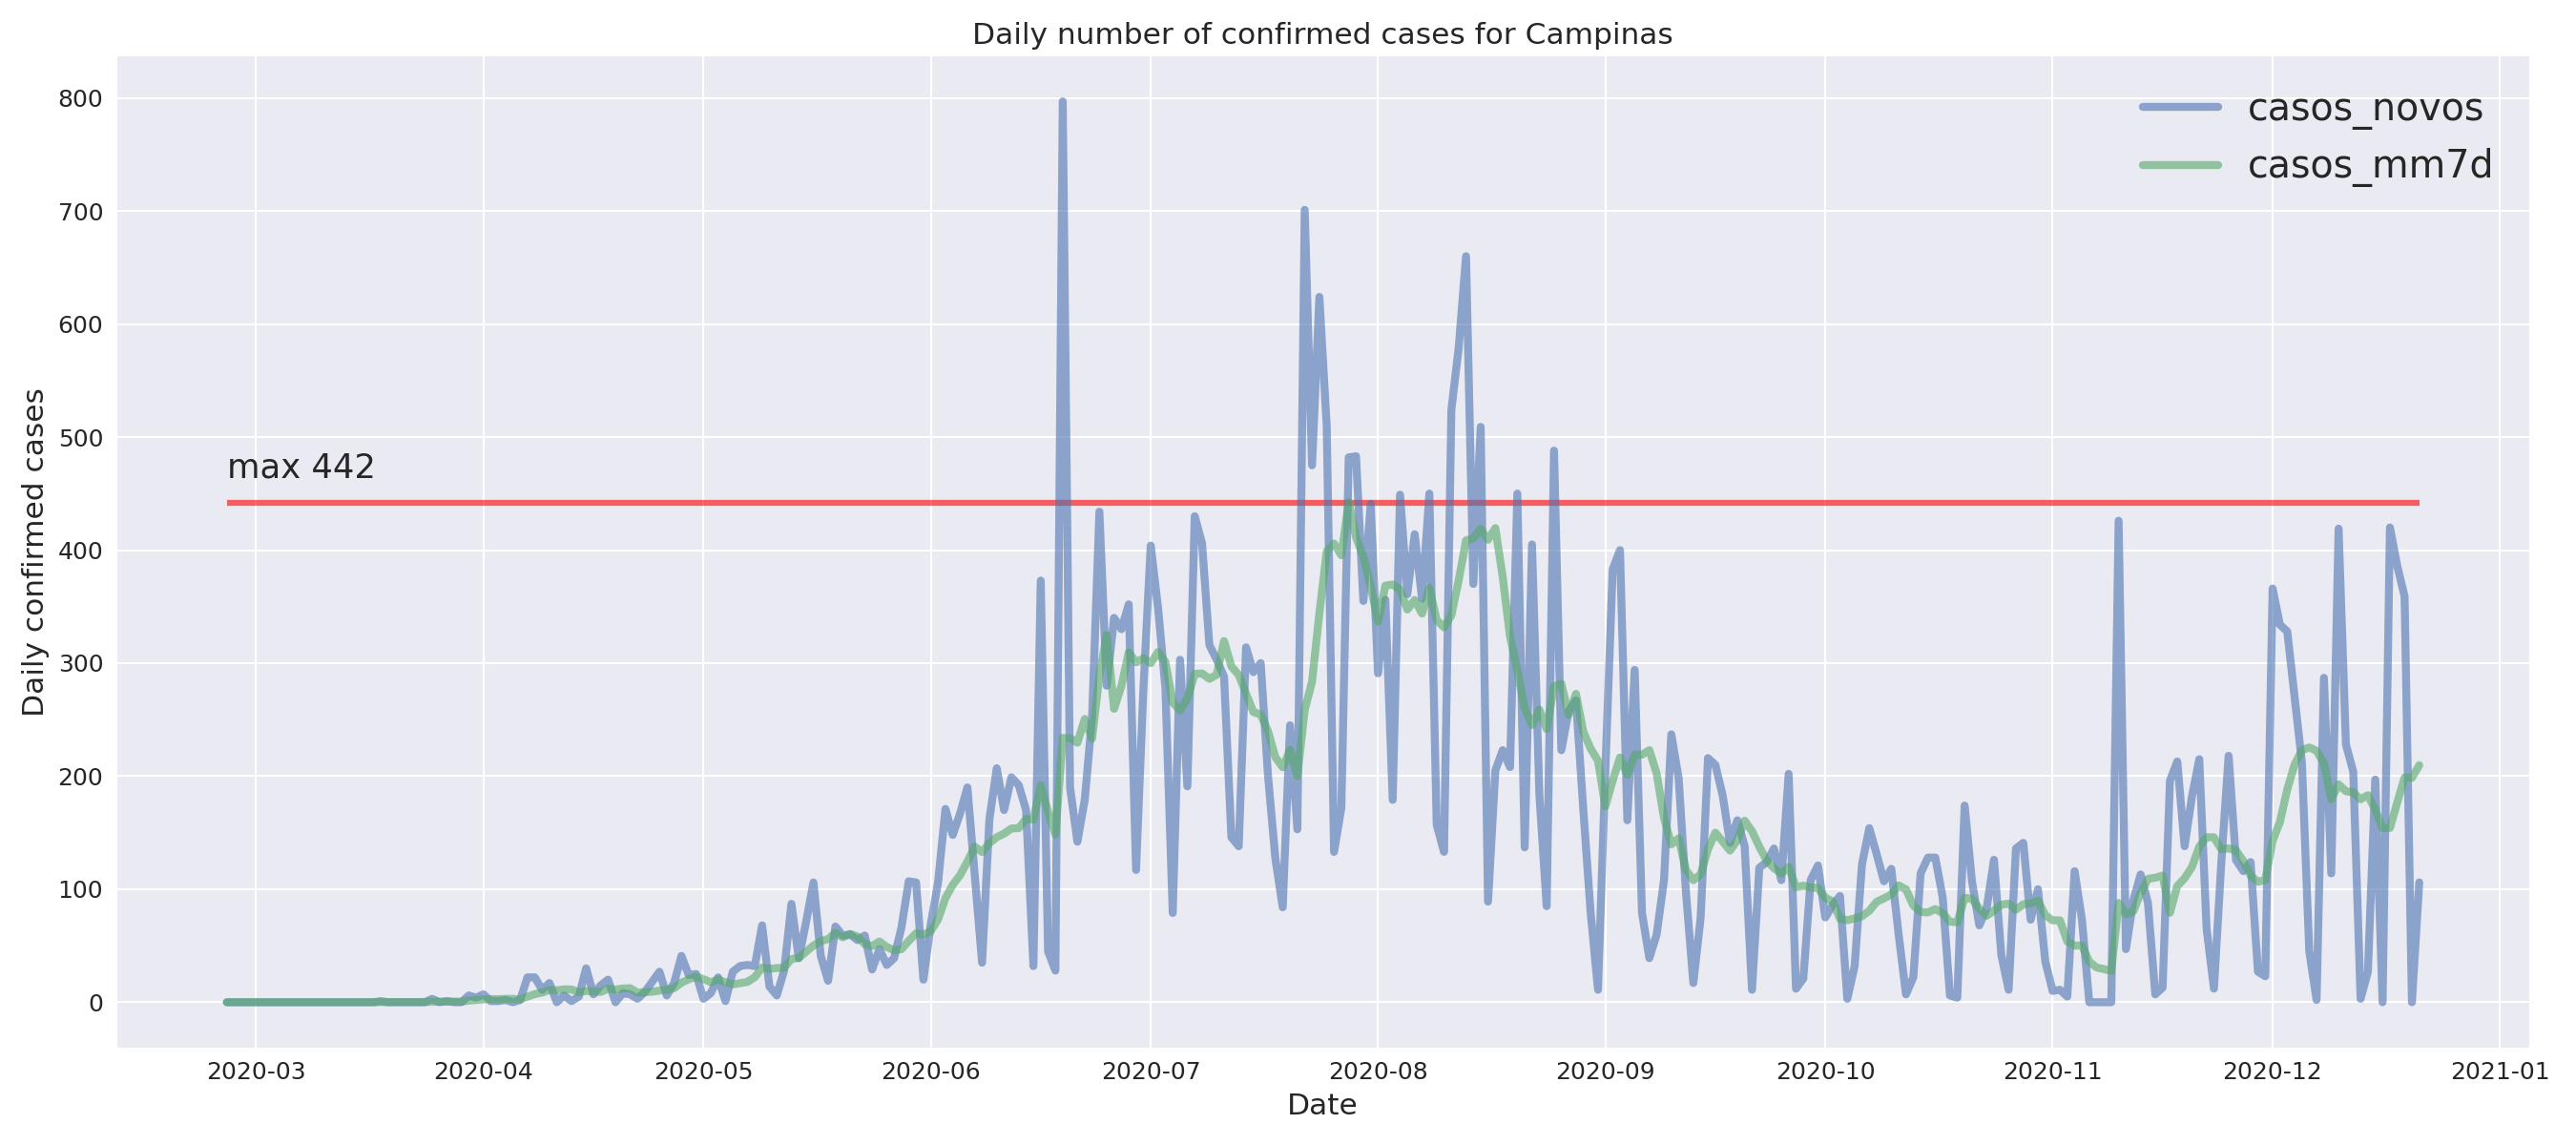 Daily number of confirmed cases for Campinas
casos_novos
casos_mm7d
max 442
Daily confirmed cases
800
700
600
500
400
300
200
100
0
2020-03 2020-04 2020-05 2020-06 2020-07 2020-08 2020-09 2020-10 2020-11 2020-12 2021-01
Date